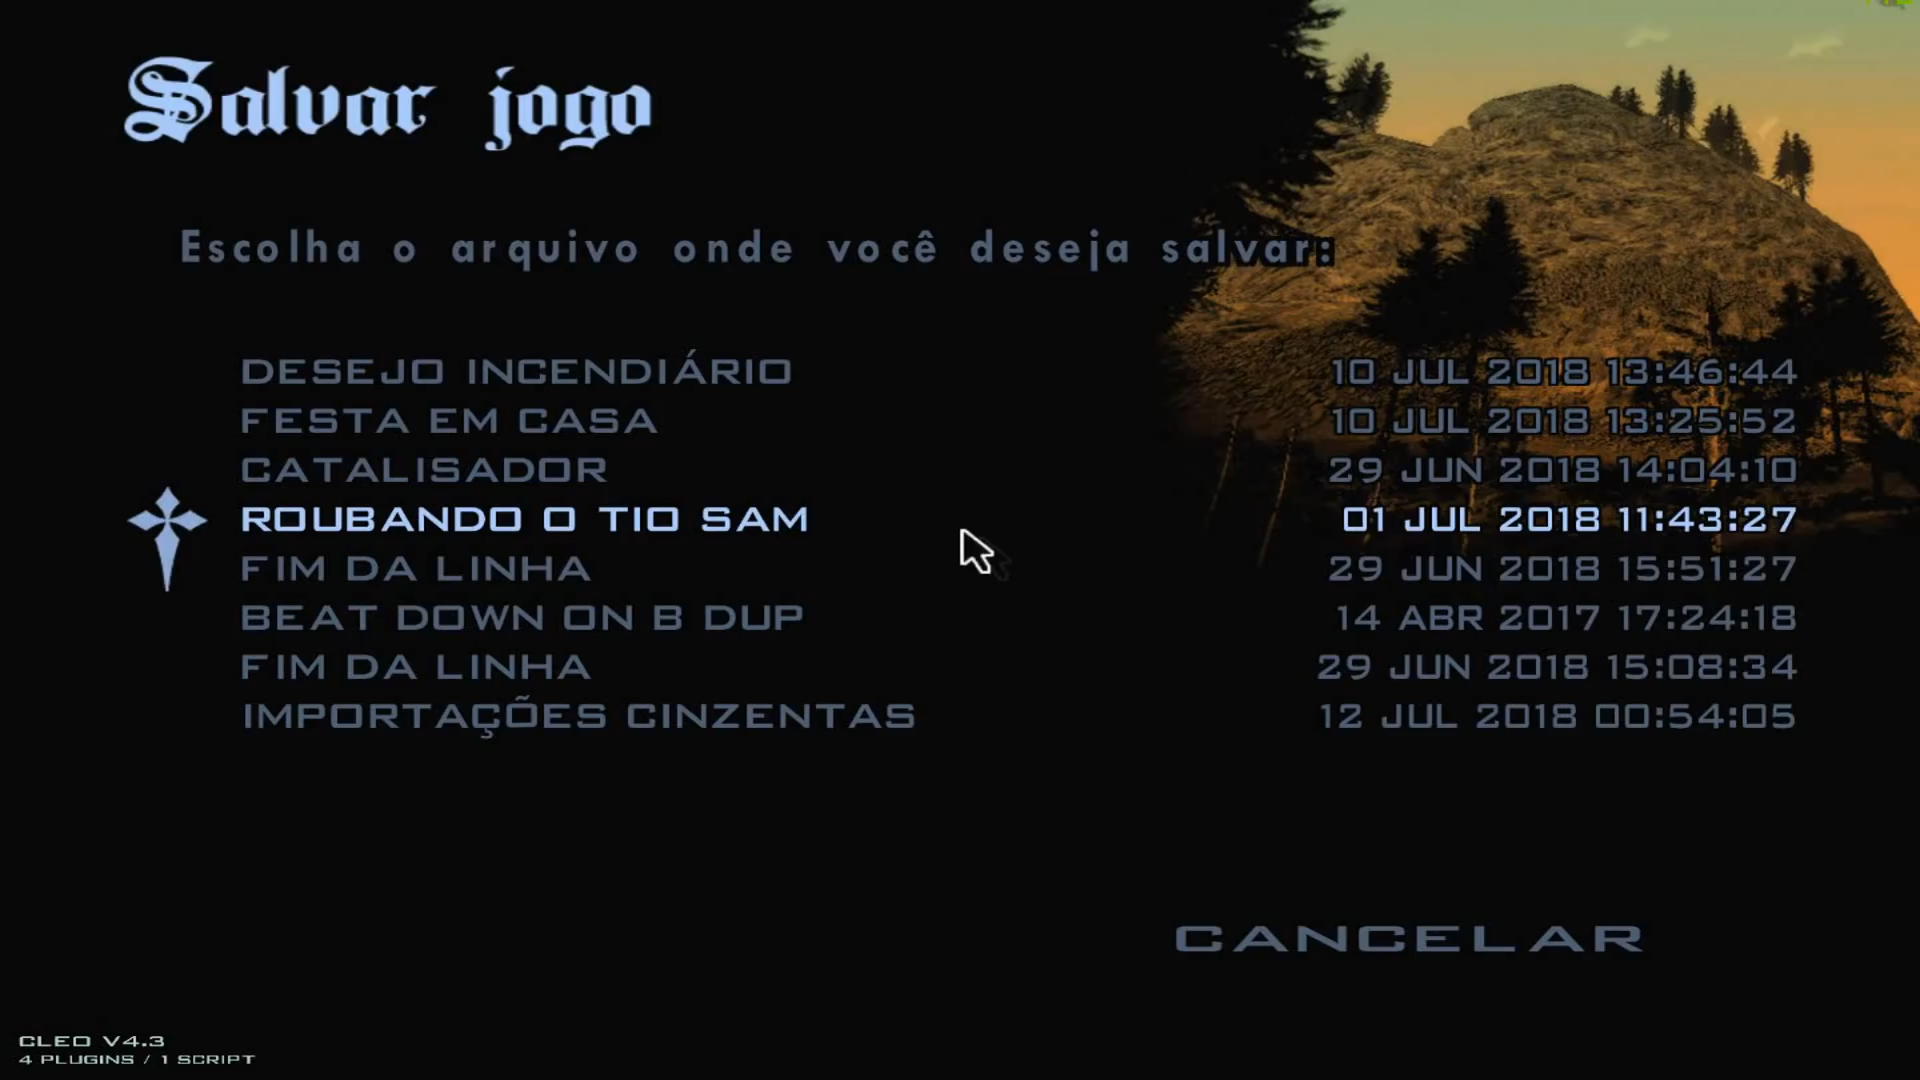 Salvar jogo
Escolha o arquivo onde você deseja salvar:
DESEJO INCENDIÁRIO 10 JUL 2018 13:46:44
FESTA EM CASA 10 JUL 2018 13:25:52
CATALISADOR 29 JUN 2018 14:04:10
ROUBANDO O TIO SAM 01 JUL 2018 11:43:27
FIM DA LINHA 29 JUN 2018 15:51:27
BEAT DOWN ON B DUP 14 ABR 2017 17:24:18
FIM DA LINHA 29 JUN 2018 15:08:34
IMPORTAÇÕES CINZENTAS 12 JUL 2018 00:54:05
CANCELAR
CLEO V4.3
4 PLUGINS / 1 SCRIPT